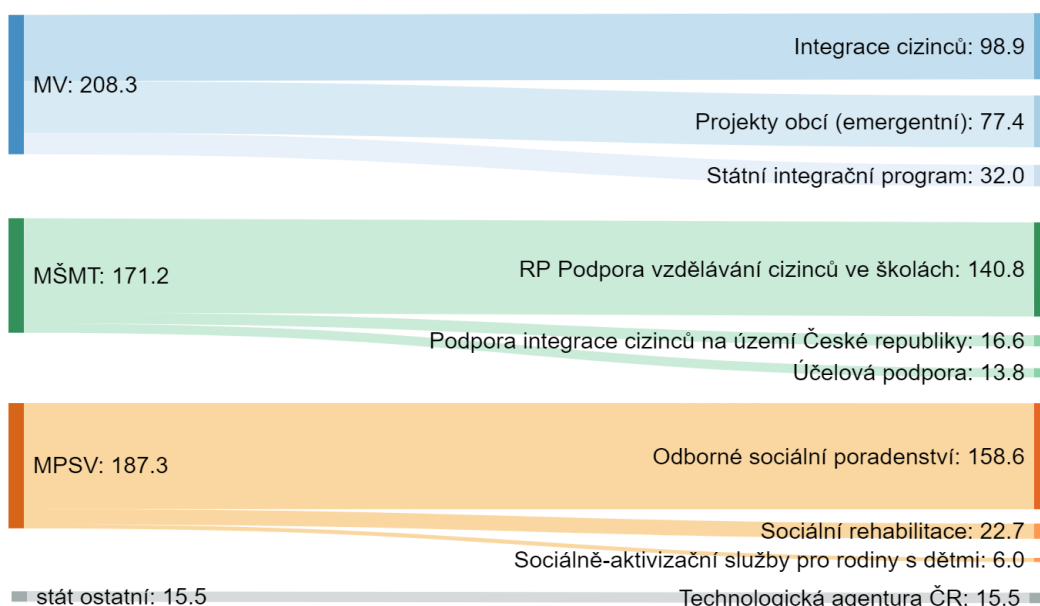 Integrace cizinců: 98.9
MV: 208.3
Projekty obcí (emergentní): 77.4
Státní integrační program: 32.0
RP Podpora vzdělávání cizinců ve školách: 140.8
MŠMT: 171.2
Podpora integrace cizinců na území České republiky: 16.6
Účelová podpora: 13.8
Odborné sociální poradenství: 158.6
MPSV: 187.3
Sociální rehabilitace: 22.7
Sociálně-aktivizační služby pro rodiny s dětmi: 6.0
stát ostatní: 15.5
Technologická agentura ČR: 15.5